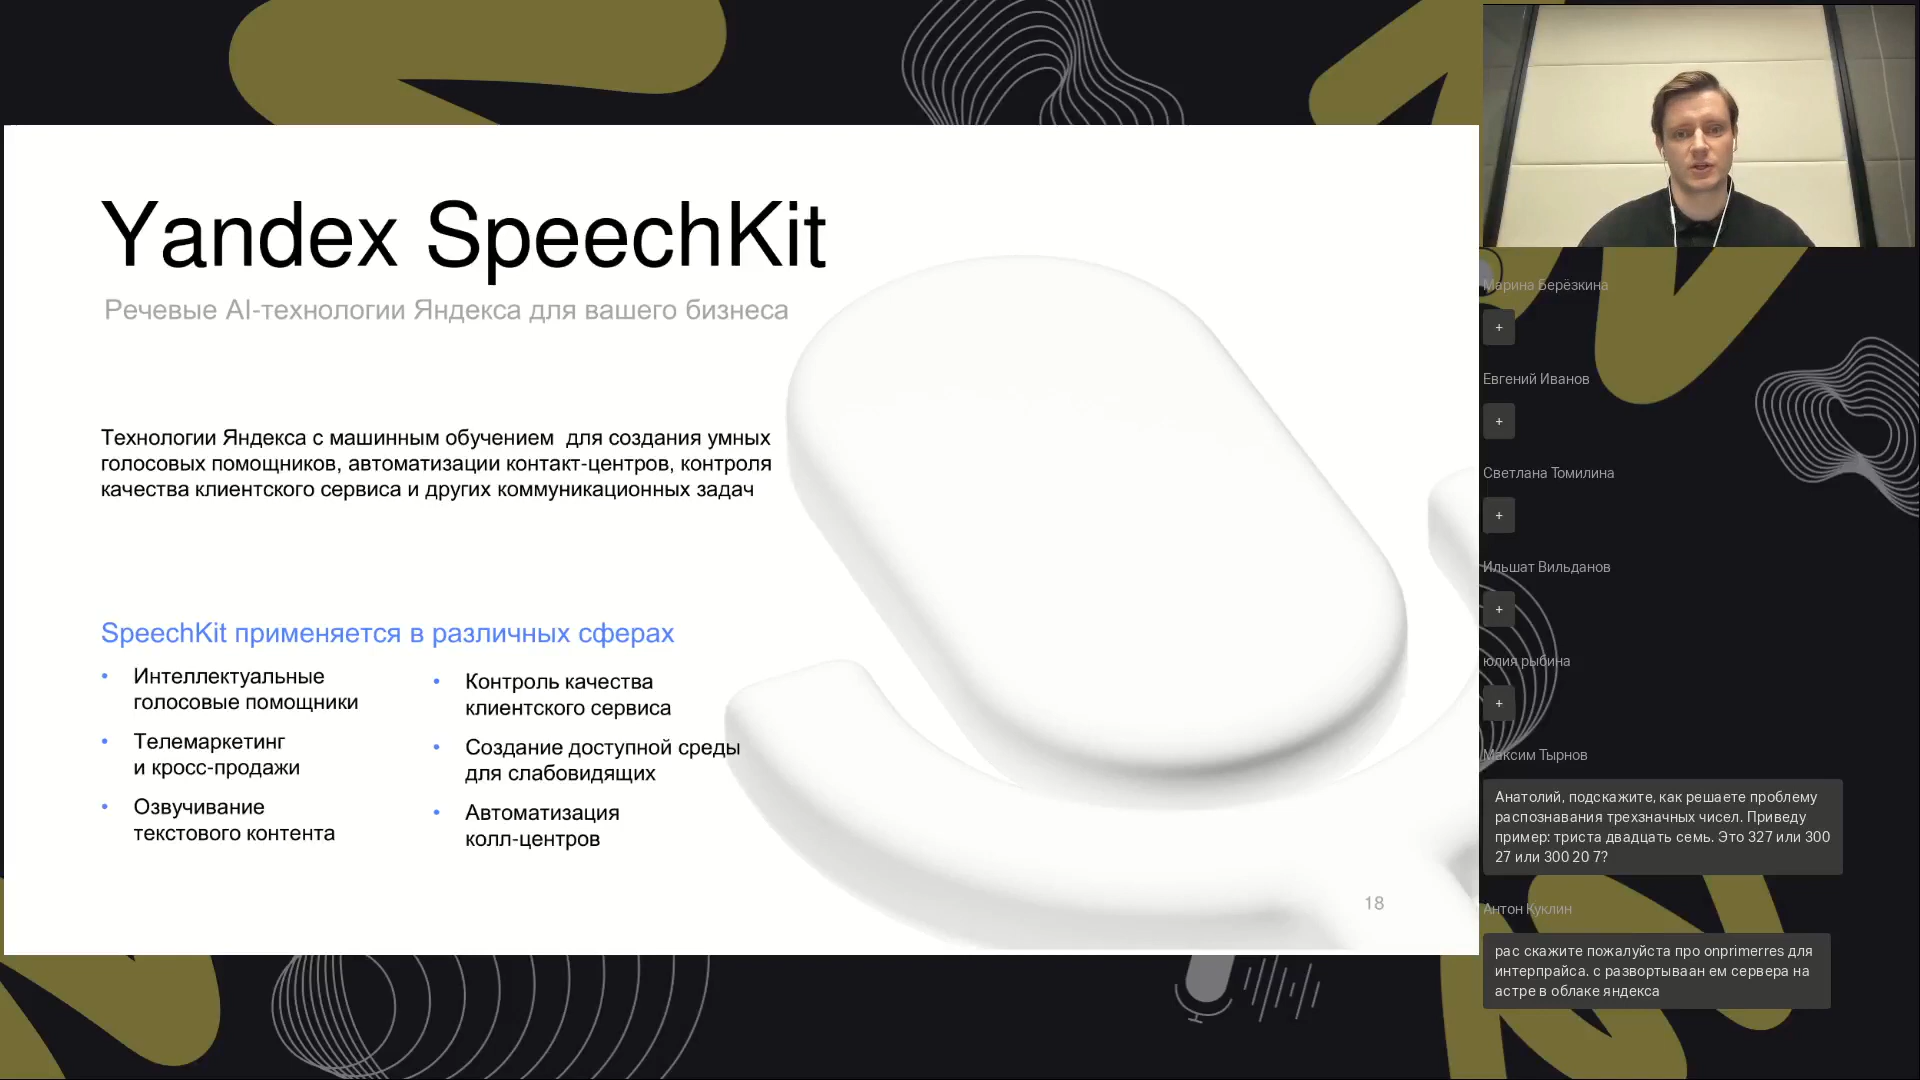 Yandex SpeechKit
Речевые AI-технологии Яндекса для вашего бизнеса
Технологии Яндекса с машинным обучением для создания умных
голосовых помощников, автоматизации контакт-центров, контроля
качества клиентского сервиса и других коммуникационных задач
SpeechKit применяется в различных сферах
• Интеллектуальные
голосовые помощники
• Телемаркетинг
и кросс-продажи
• Озвучивание
текстового контента
• Контроль качества
клиентского сервиса
• Создание доступной среды
для слабовидящих
• Автоматизация
колл-центров
18
Марина Берёзкина
+
Евгений Иванов
+
Светлана Томилина
+
Ильшат Вильданов
+
юлия рыбина
+
Максим Тырнов
Анатолий, подскажите, как решаете проблему
распознавания трехзначных чисел. Приведу
пример: триста двадцать семь. Это 327 или 300
27 или 300 20 7?
Антон Куклин
рас скажите пожалуйста про onprimerres для
интерпрайса. с развортываан ем сервера на
астре в облаке яндекса